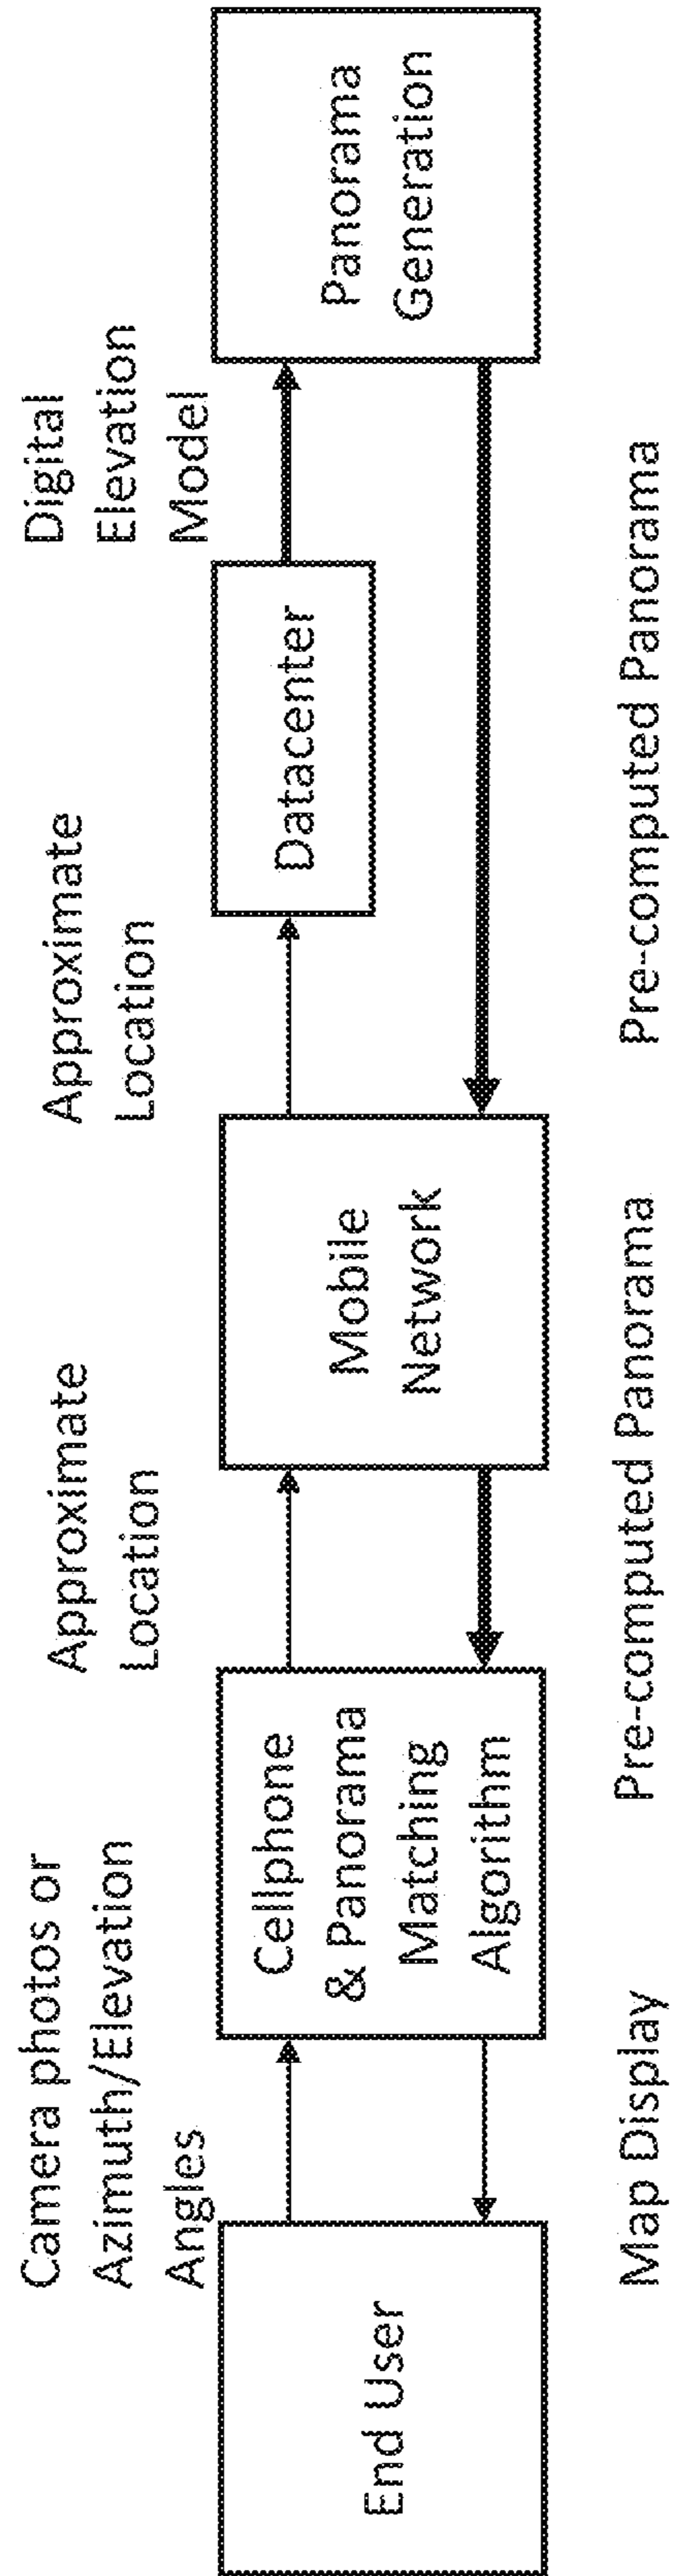 Camera photos or
Azimuth/Elevation
Angles
Approximate
Location
Approximate
Location
Digital
Elevation
Model
End User
Cellphone
& Panorama
Matching
Algorithm
Mobile
Network
Datacenter
Panorama
Generation
Map Display
Pre-computed Panorama
Pre-computed Panorama